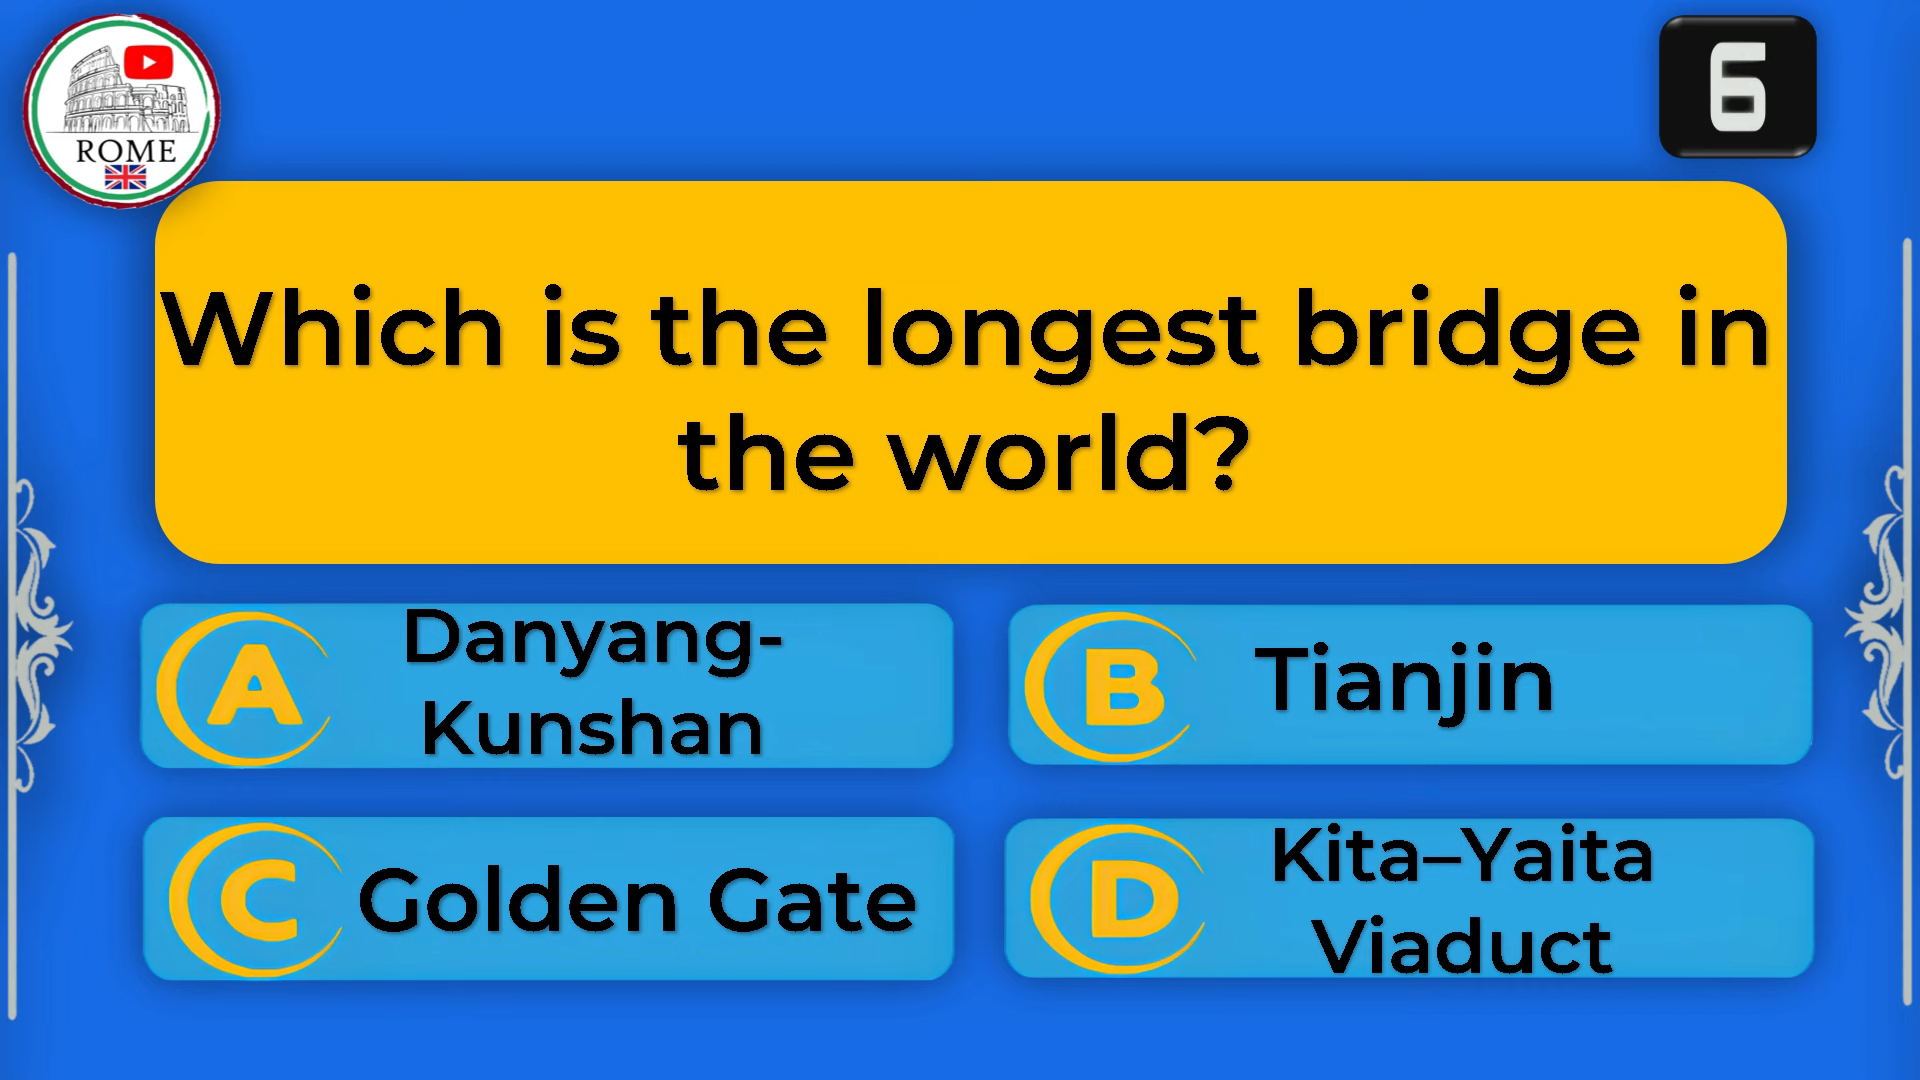 ROME
6
Which is the longest bridge in
the world?
A
Danyang-
Kunshan
B
Tianjin
C
Golden Gate
D
Kita–Yaita
Viaduct